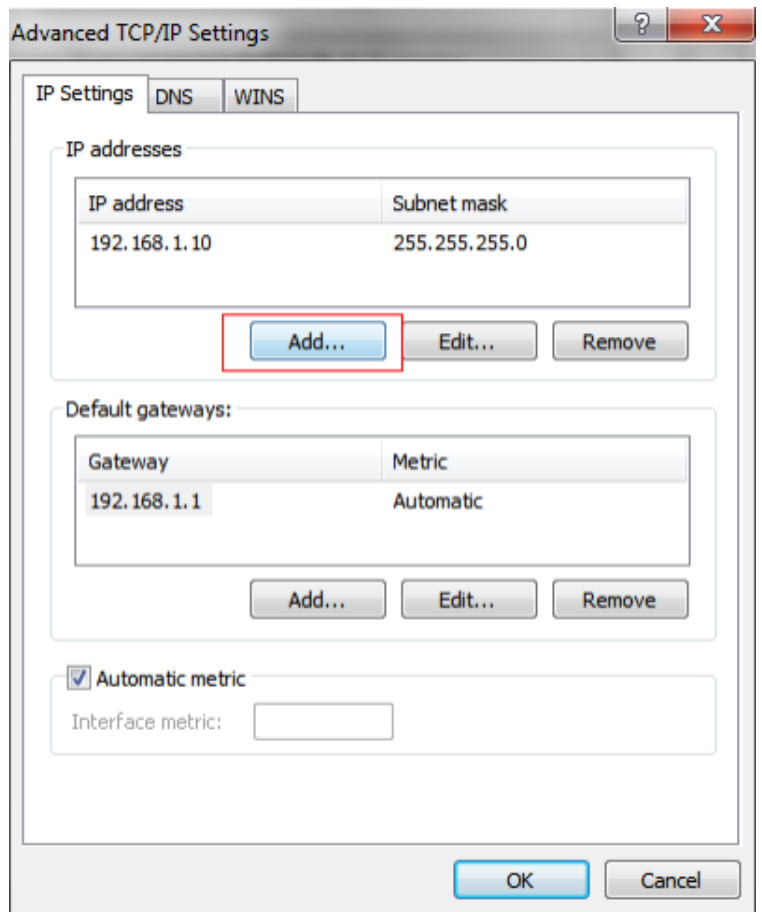 Advanced TCP/IP Settings
?
X
IP Settings DNS WINS
IP addresses
IP address Subnet mask
192.168.1.10 255.255.255.0
Add... Edit... Remove
Default gateways:
Gateway Metric
192.168.1.1 Automatic
Add... Edit... Remove
Automatic metric
Interface metric:
OK Cancel